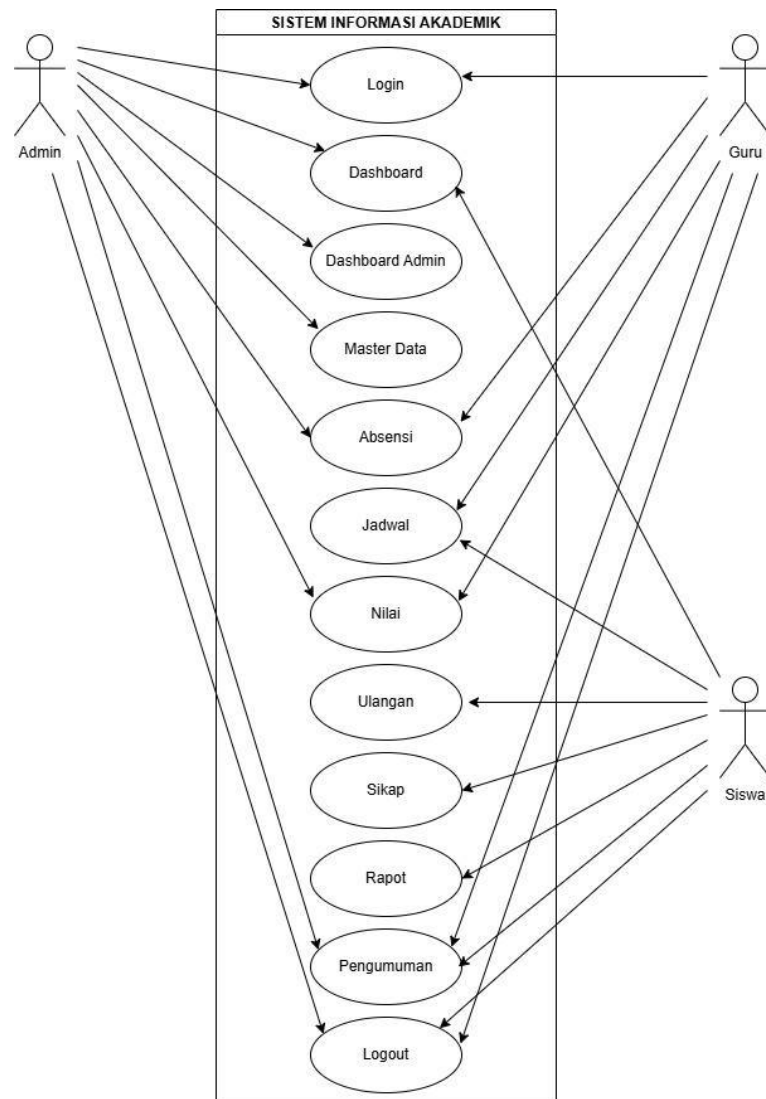 SISTEM INFORMASI AKADEMIK
Login
Admin
Guru
Dashboard
Dashboard Admin
Master Data
Absensi
Jadwal
Nilai
Ulangan
Sikap
Siswa
Rapot
Pengumuman
Logout